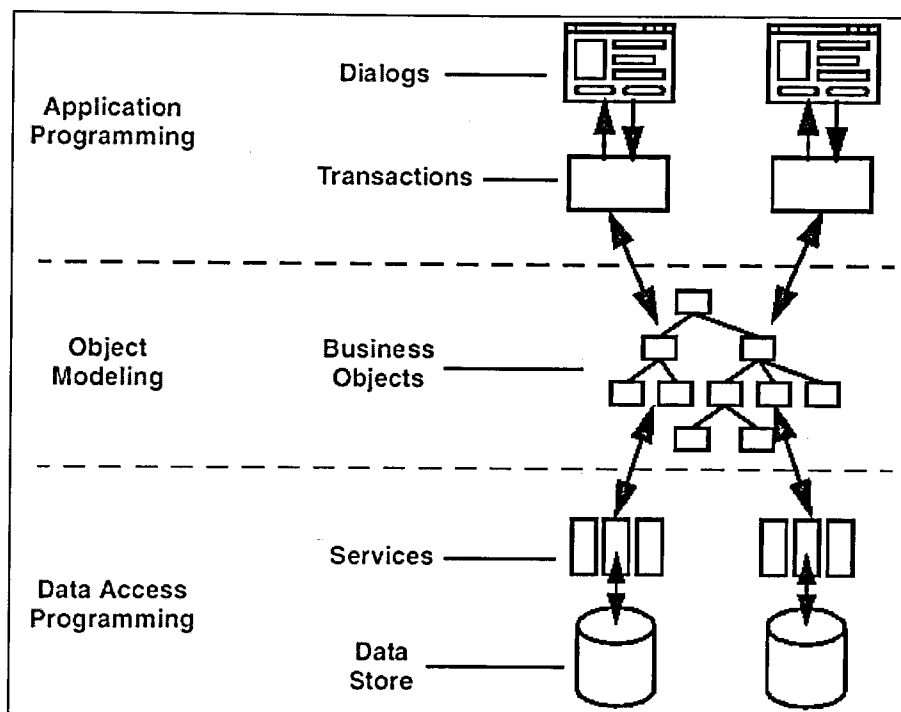 Dialogs
Application
Programming
Transactions
Object
Modeling
Business
Objects
Services
Data Access
Programming
Data
Store